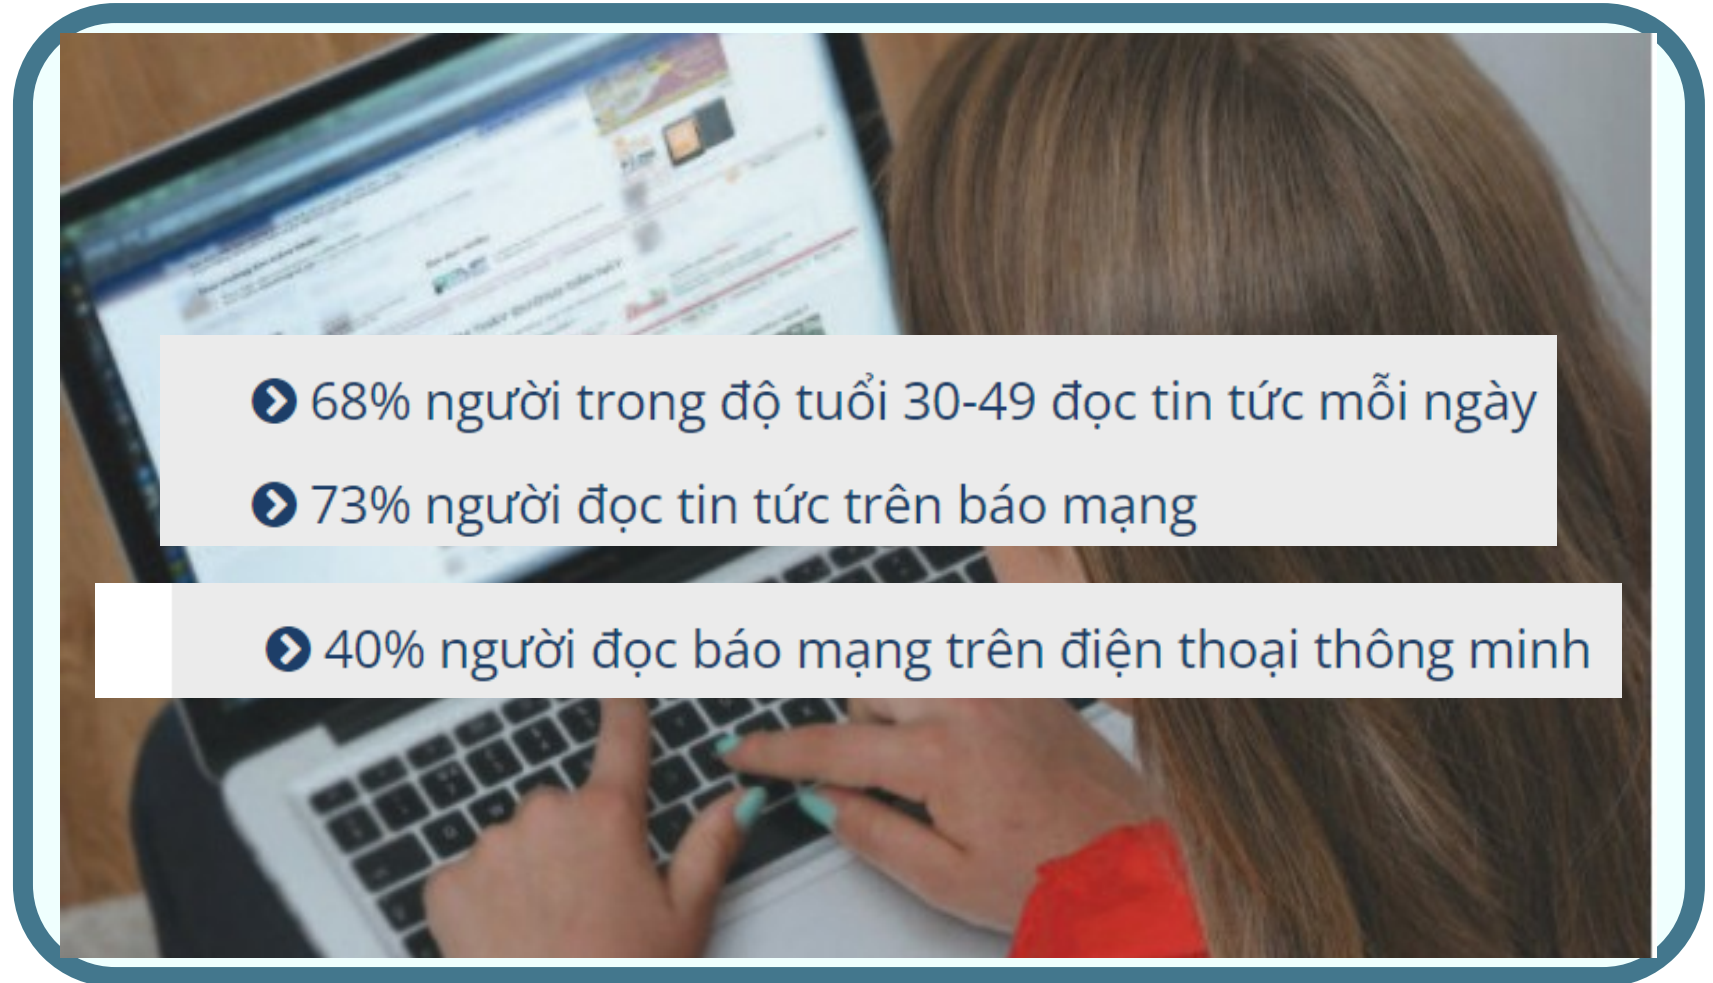 68% người trong độ tuổi 30-49 đọc tin tức mỗi ngày
73% người đọc tin tức trên báo mạng
40% người đọc báo mạng trên điện thoại thông minh